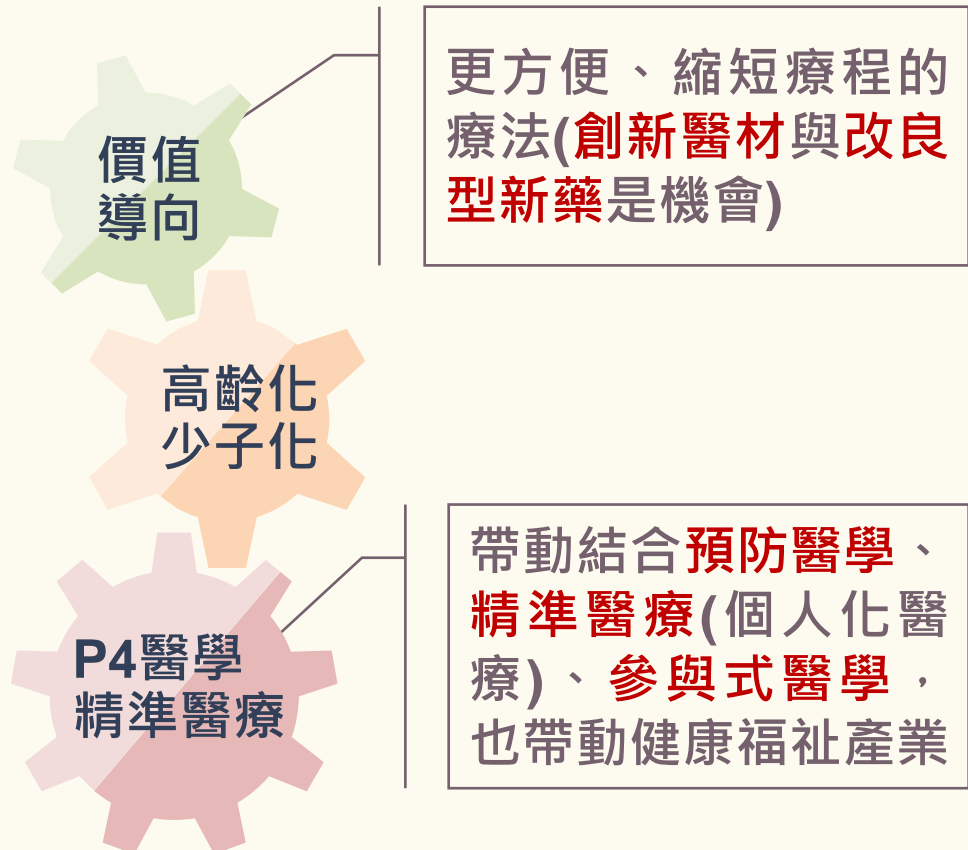 價值
導向
更方便、縮短療程的
療法(創新醫材與改良
型新藥是機會)
高齡化
少子化
P4醫學
精準醫療
帶動結合預防醫學、
精準醫療(個人化醫
療)、參與式醫學，
也帶動健康福祉產業